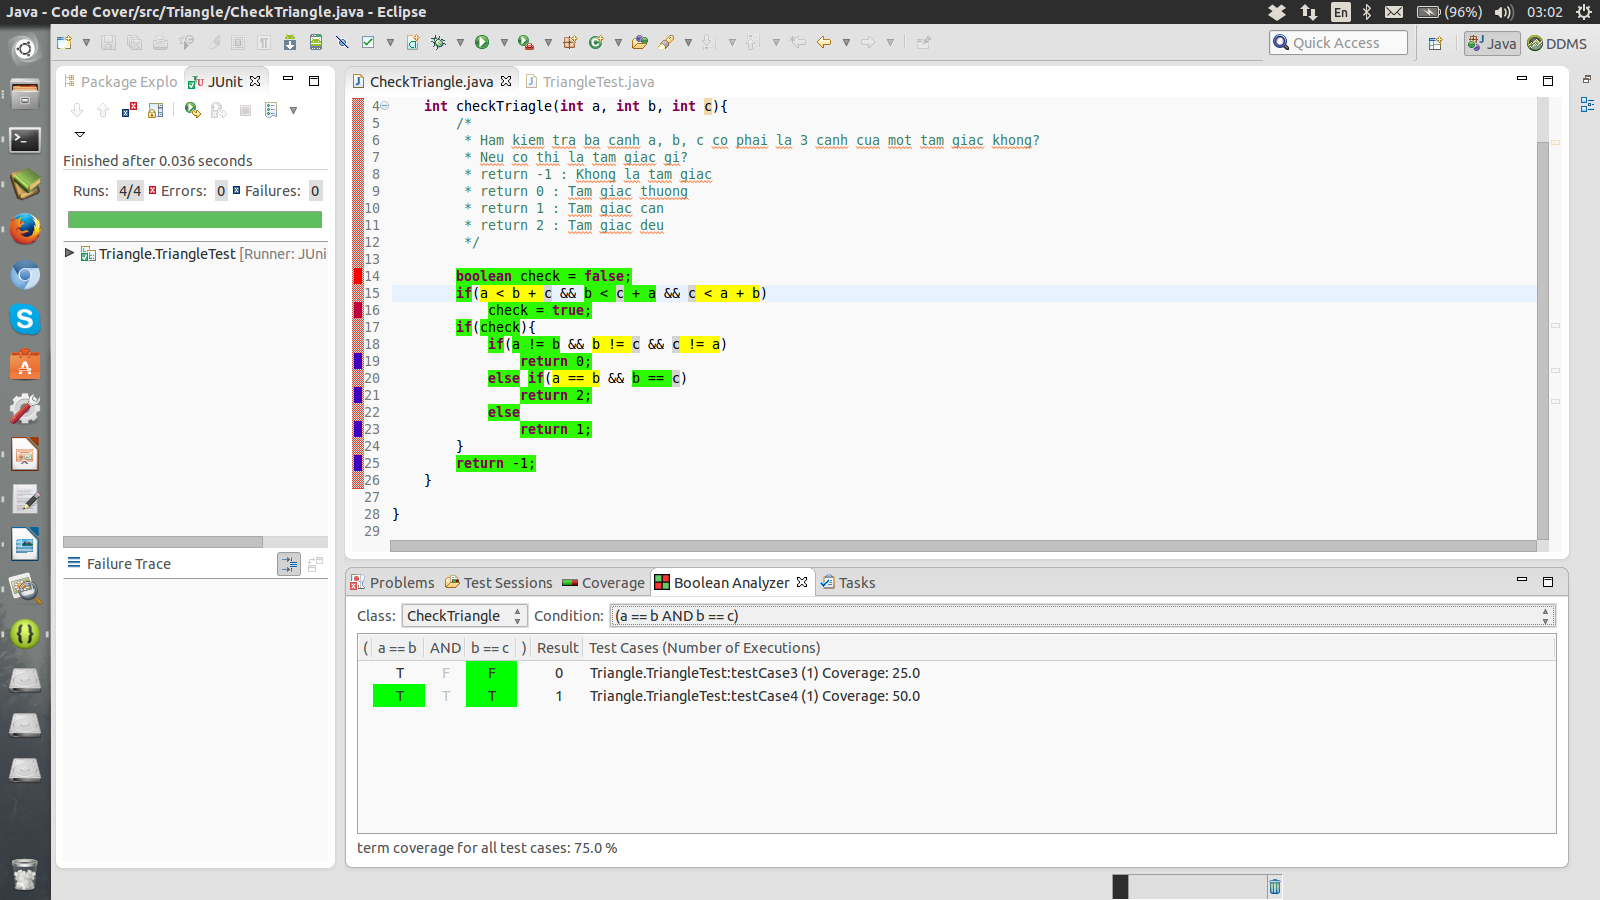 Java - Code Cover/src/Triangle/CheckTriangle.java - Eclipse
En (96%) 03:02
Quick Access Java DDMS
Package Explo JUnit
Finished after 0.036 seconds
Runs: 4/4 Errors: 0 Failures: 0
Triangle.TriangleTest [Runner: JUni
Failure Trace
CheckTriangle.java TriangleTest.java
4 int checkTriagle(int a, int b, int c){
5 /*
6 * Ham kiem tra ba canh a, b, c co phai la 3 canh cua mot tam giac khong?
7 * Neu co thi la tam giac gi?
8 * return -1 : Khong la tam giac
9 * return 0 : Tam giac thuong
10 * return 1 : Tam giac can
11 * return 2 : Tam giac deu
12 */
13
14 boolean check = false;
15 if(a < b + c && b < c + a && c < a + b)
16 check = true;
17 if(check){
18 if(a != b && b != c && c != a)
19 return 0;
20 else if(a == b && b == c)
21 return 2;
22 else
23 return 1;
24 }
25 return -1;
26 }
27
28 }
29
Problems Test Sessions Coverage Boolean Analyzer Tasks
Class: CheckTriangle Condition: (a == b AND b == c)
( a == b AND b == c ) Result Test Cases (Number of Executions)
T F F 0 Triangle.TriangleTest:testCase3 (1) Coverage: 25.0
T T T 1 Triangle.TriangleTest:testCase4 (1) Coverage: 50.0
term coverage for all test cases: 75.0 %